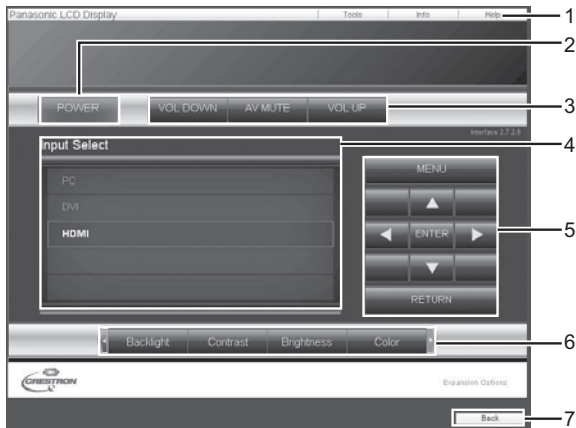 Panasonic LCD Display Tools Info Help 1
2
POWER VOL DOWN AV MUTE VOL UP 3
Interface 2.7.2.8
Input Select 4
MENU
PC
DVI
HDMI ENTER 5
RETURN
Backlight Contrast Brightness Color 6
CRESTRON Expansion Options
Back 7